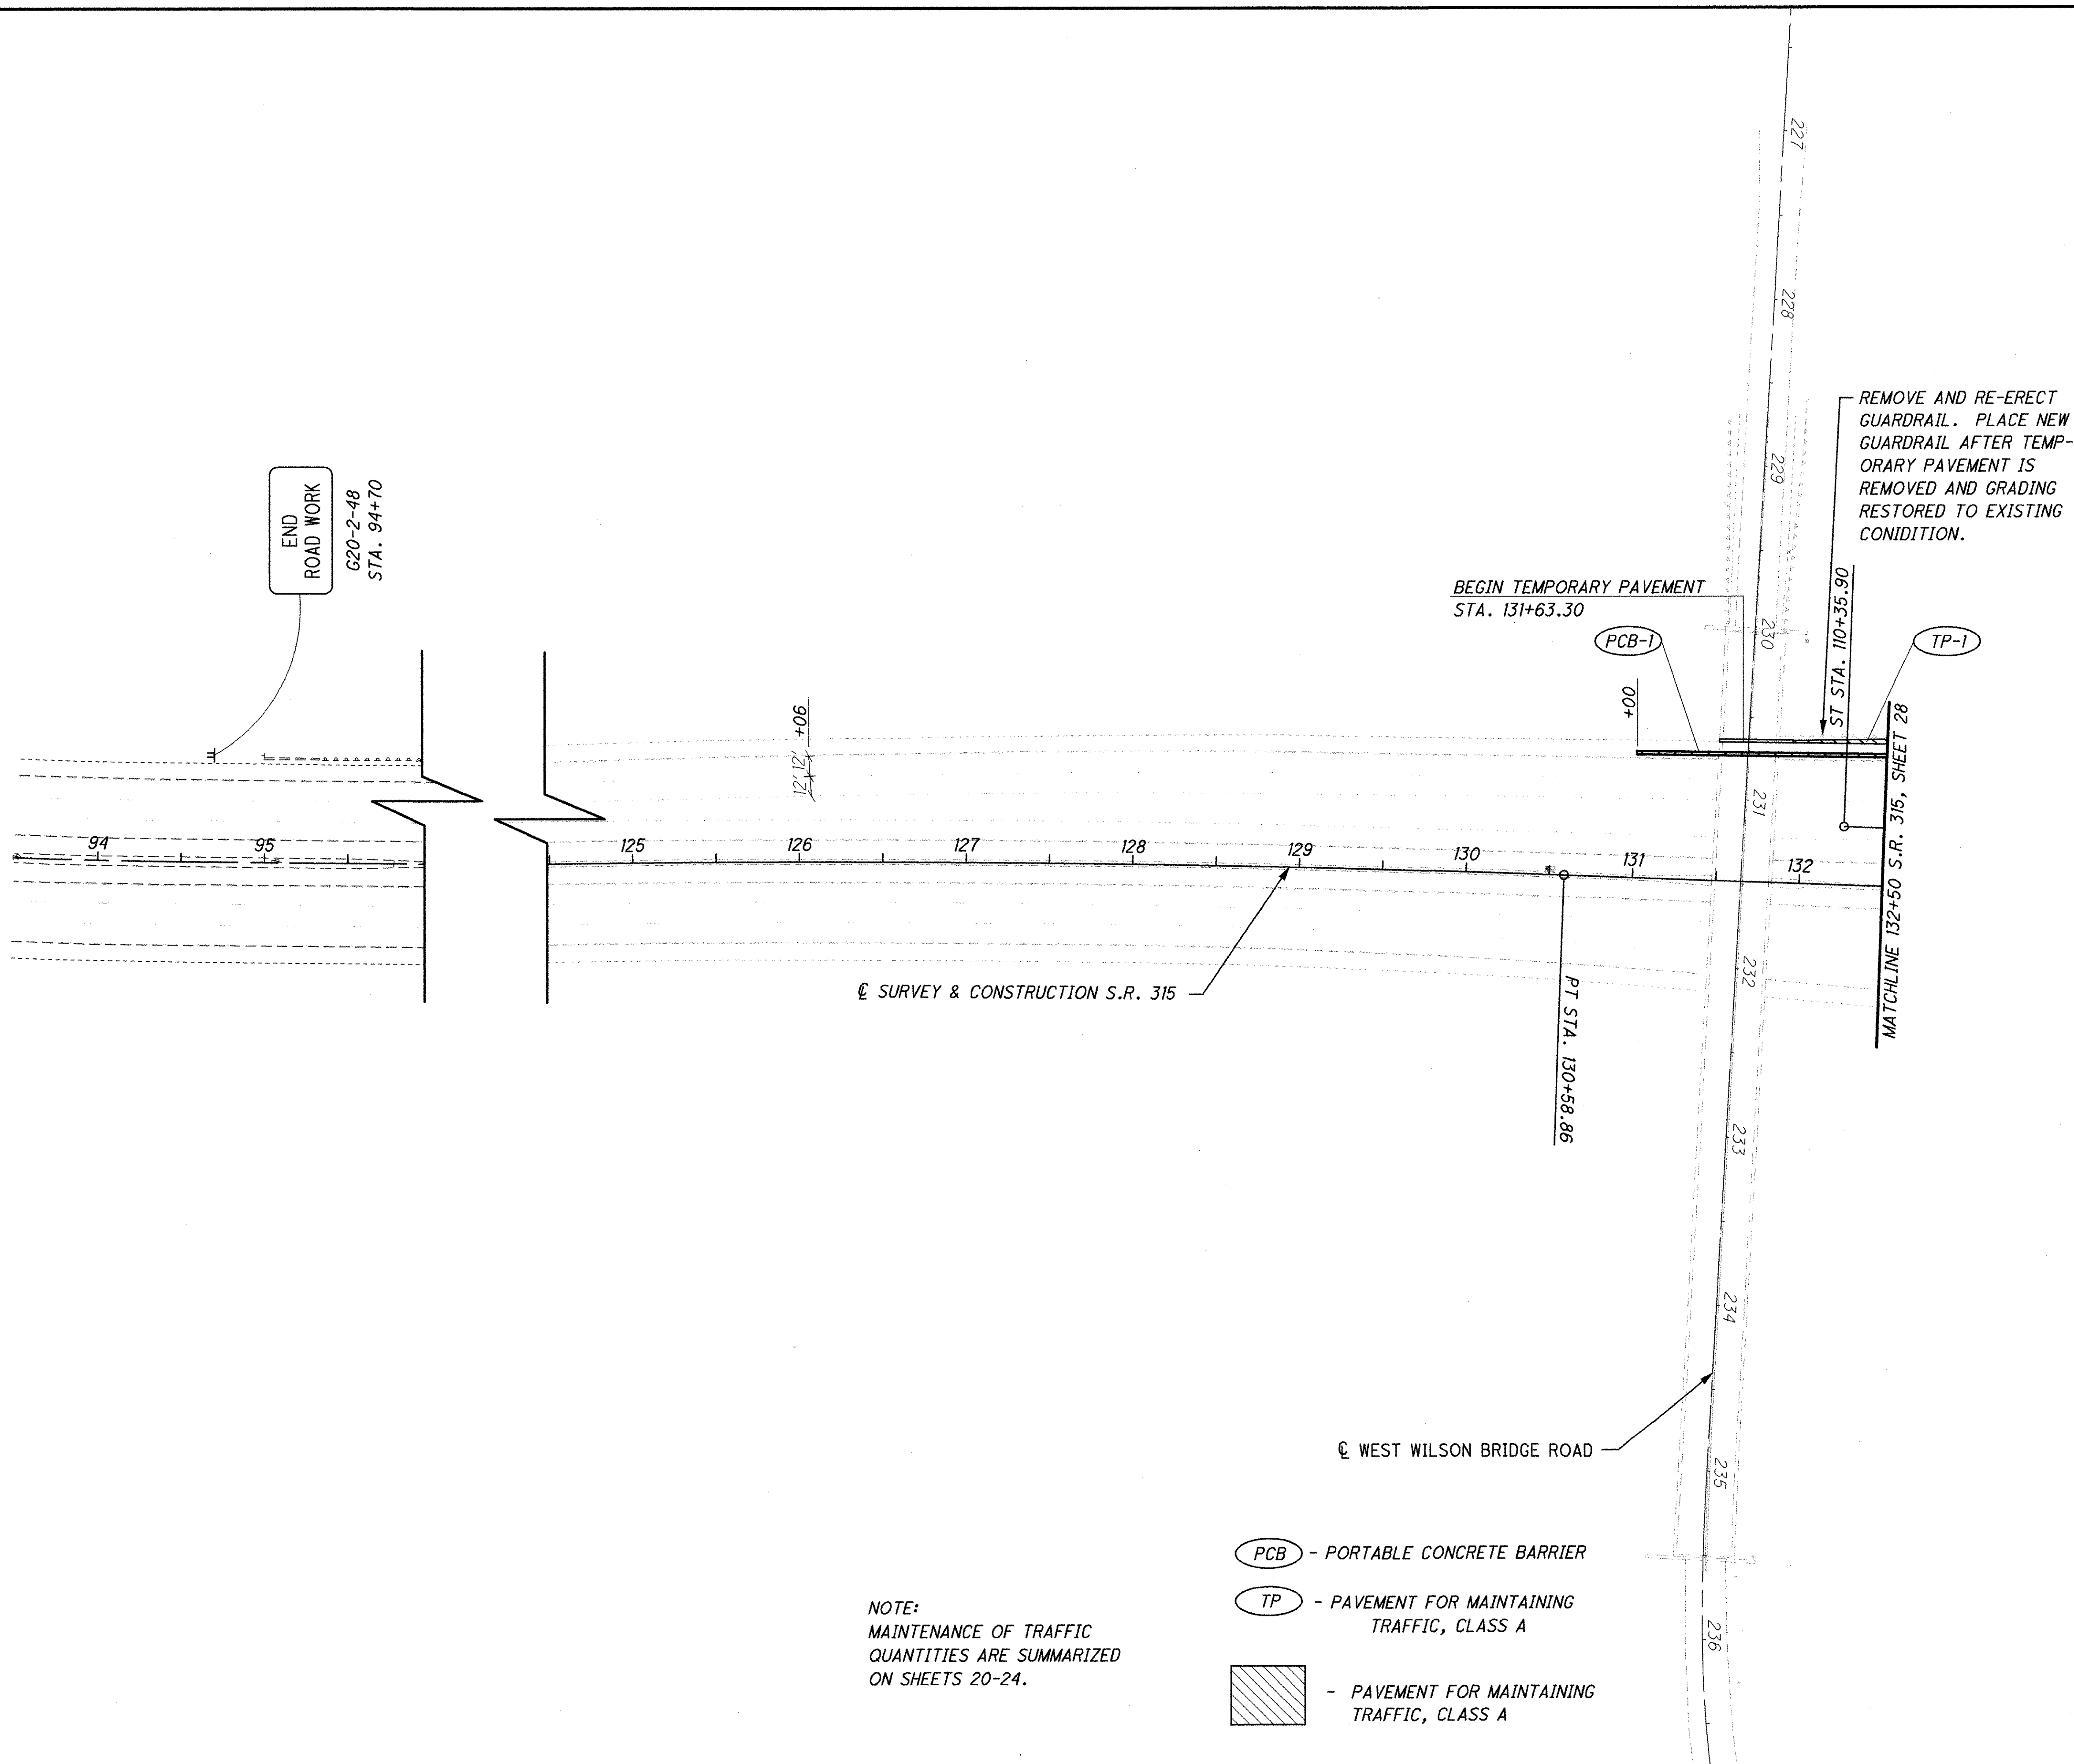 227
228
229
230
231
232
233
234
235
236
REMOVE AND RE-ERECT
GUARDRAIL. PLACE NEW
GUARDRAIL AFTER TEMP-
ORARY PAVEMENT IS
REMOVED AND GRADING
RESTORED TO EXISTING
CONIDITION.
END
ROAD WORK
G20-2-48
STA. 94+70
BEGIN TEMPORARY PAVEMENT
STA. 131+63.30
PCB-1
TP-1
ST STA. 110+35.90
+00
+06
12' 12'
MATCHLINE 132+50 S.R. 315, SHEET 28
94
95
125
126
127
128
129
130
131
132
℄ SURVEY & CONSTRUCTION S.R. 315
PT STA. 130+58.86
℄ WEST WILSON BRIDGE ROAD
PCB - PORTABLE CONCRETE BARRIER
TP - PAVEMENT FOR MAINTAINING
TRAFFIC, CLASS A
- PAVEMENT FOR MAINTAINING
TRAFFIC, CLASS A
NOTE:
MAINTENANCE OF TRAFFIC
QUANTITIES ARE SUMMARIZED
ON SHEETS 20-24.